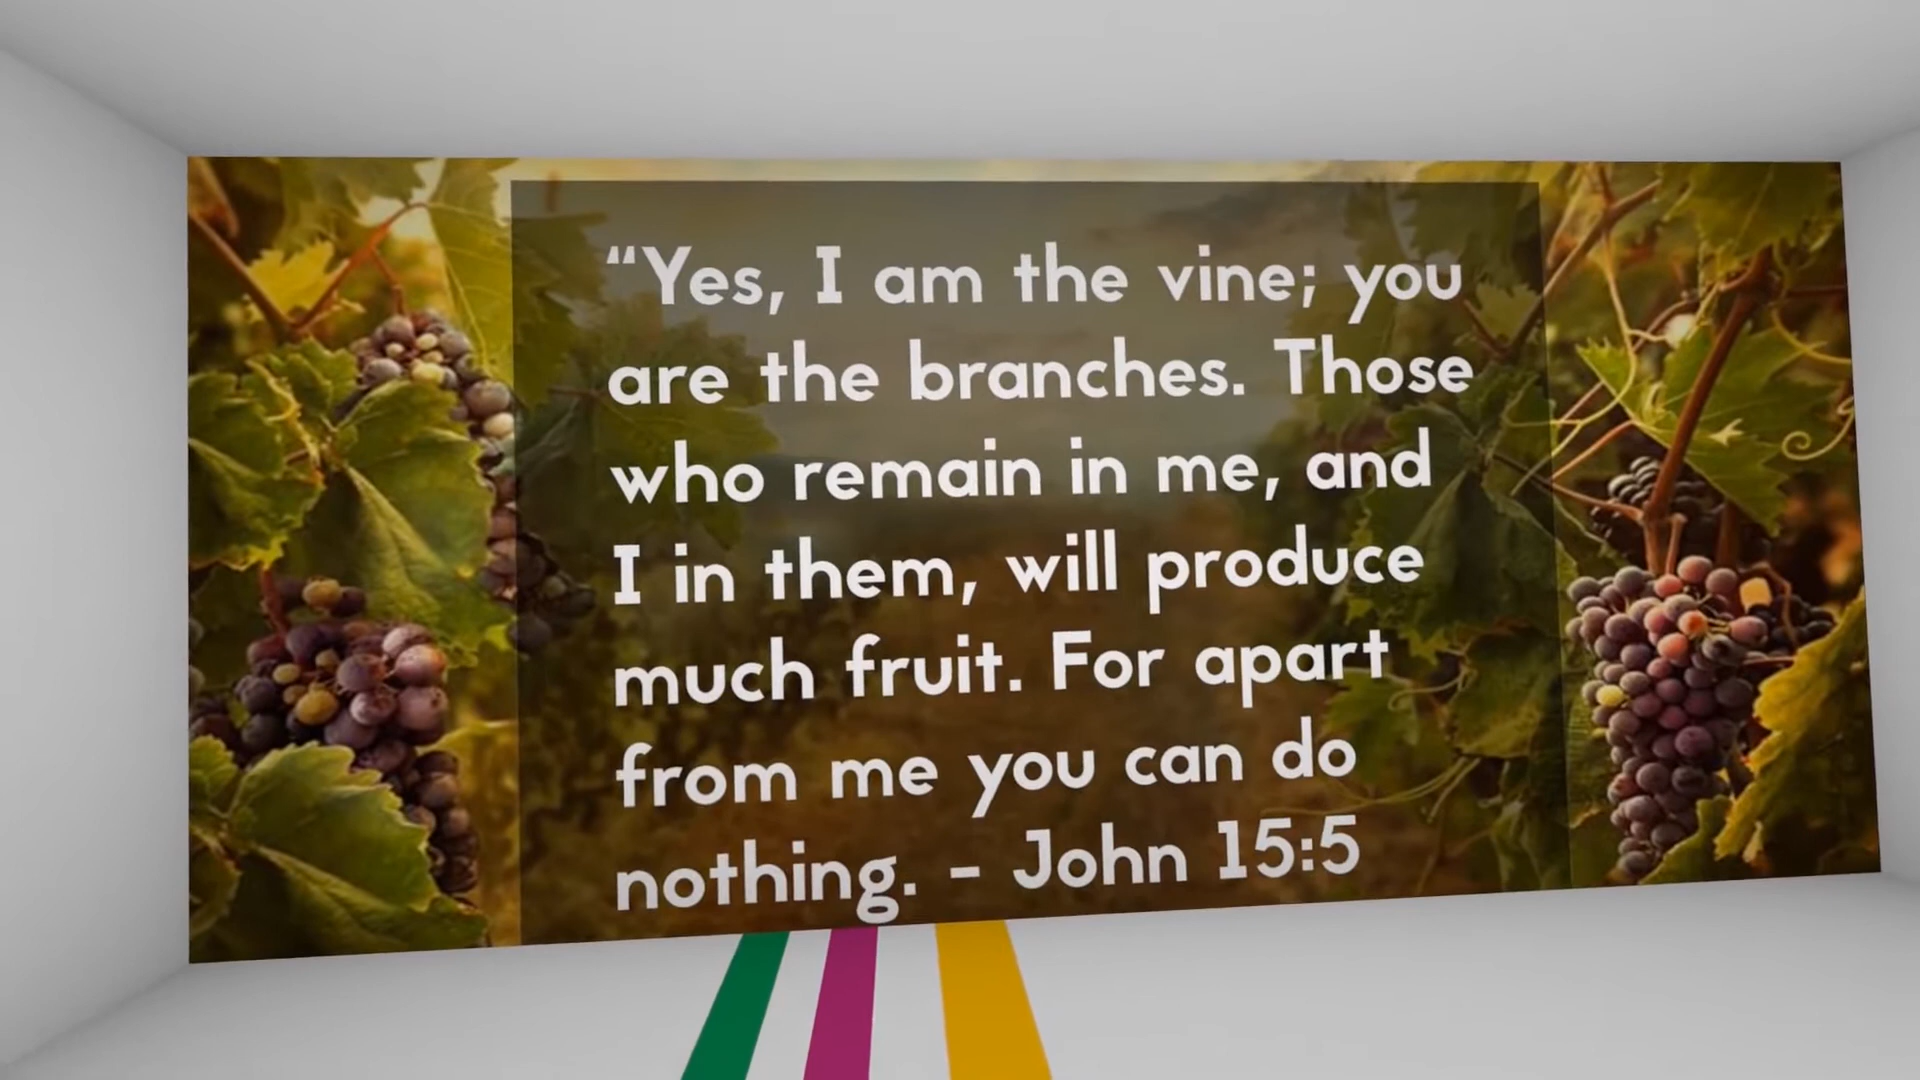 “Yes, I am the vine; you
are the branches. Those
who remain in me, and
I in them, will produce
much fruit. For apart
from me you can do
nothing. - John 15:5